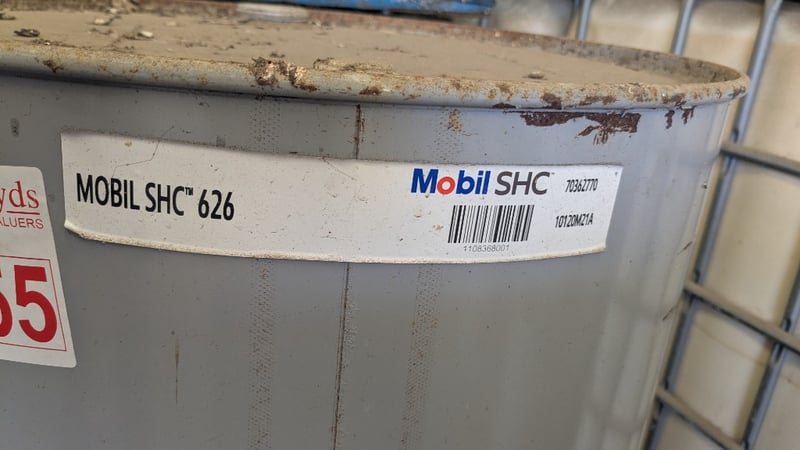 MOBIL SHC™ 626
Mobil SHC™
70362770
10120M21A
1108368001
yds
ALUERS
55